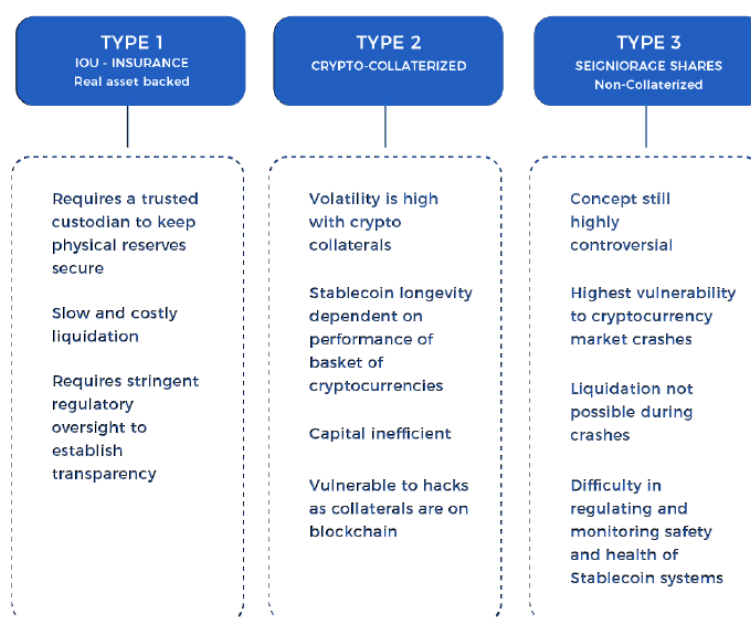 TYPE 1
IOU - INSURANCE
Real asset backed
Requires a trusted
custodian to keep
physical reserves
secure
Slow and costly
liquidation
Requires stringent
regulatory
oversight to
establish
transparency
TYPE 2
CRYPTO-COLLATERIZED
Volatility is high
with crypto
collaterals
Stablecoin longevity
dependent on
performance of
basket of
cryptocurrencies
Capital inefficient
Vulnerable to hacks
as collaterals are on
blockchain
TYPE 3
SEIGNIORAGE SHARES
Non-Collaterized
Concept still
highly
controversial
Highest vulnerability
to cryptocurrency
market crashes
Liquidation not
possible during
crashes
Difficulty in
regulating and
monitoring safety
and health of
Stablecoin systems